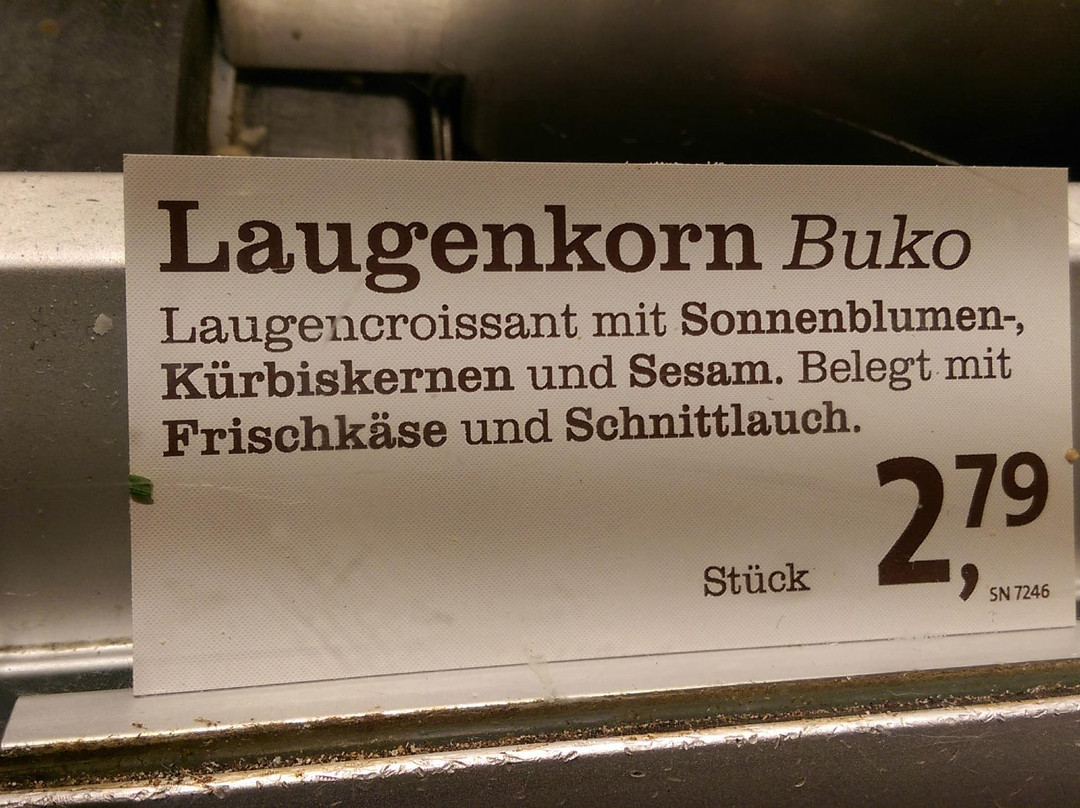 Laugenkorn Buko
Laugencroissant mit Sonnenblumen-,
Kürbiskernen und Sesam. Belegt mit
Frischkäse und Schnittlauch.
Stück 2,79
SN 7246